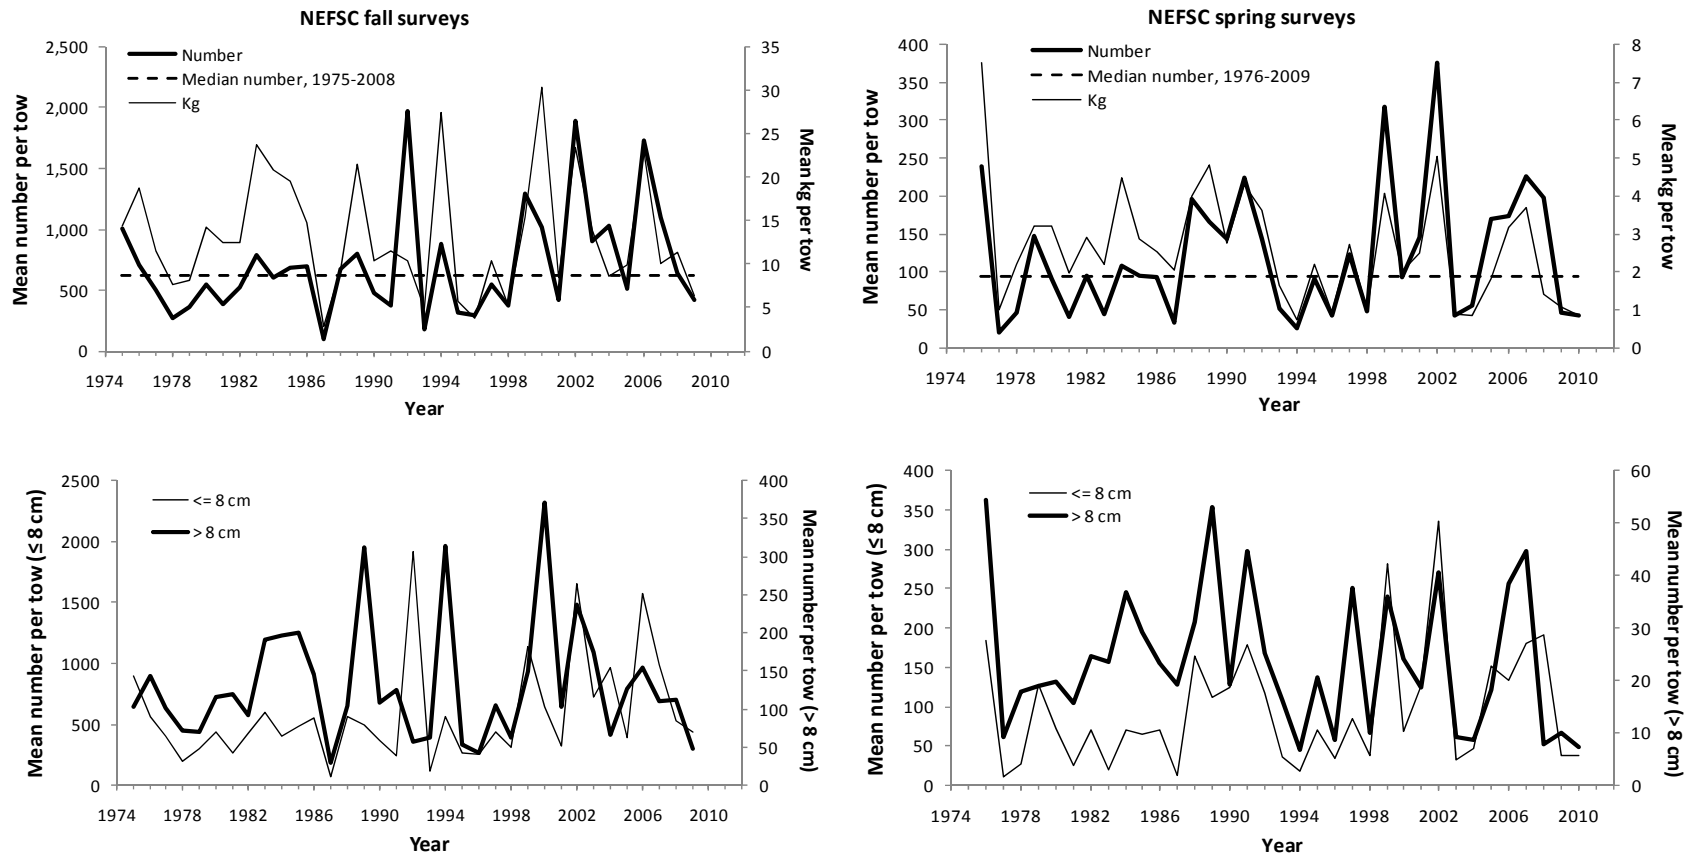 NEFSC fall surveys
Number
Median number, 1975-2008
Kg
Mean number per tow
2,500
2,000
1,500
1,000
500
0
Mean kg per tow
35
30
25
20
15
10
5
0
1974 1978 1982 1986 1990 1994 1998 2002 2006 2010
Year
NEFSC spring surveys
Number
Median number, 1976-2009
Kg
Mean number per tow
400
350
300
250
200
150
100
50
0
Mean kg per tow
8
7
6
5
4
3
2
1
0
1974 1978 1982 1986 1990 1994 1998 2002 2006 2010
Year
<= 8 cm
> 8 cm
Mean number per tow (≤ 8 cm)
2500
2000
1500
1000
500
0
Mean number per tow (> 8 cm)
400
350
300
250
200
150
100
50
0
1974 1978 1982 1986 1990 1994 1998 2002 2006 2010
Year
<= 8 cm
> 8 cm
Mean number per tow (≤ 8 cm)
400
350
300
250
200
150
100
50
0
Mean number per tow (> 8 cm)
60
50
40
30
20
10
0
1974 1978 1982 1986 1990 1994 1998 2002 2006 2010
Year